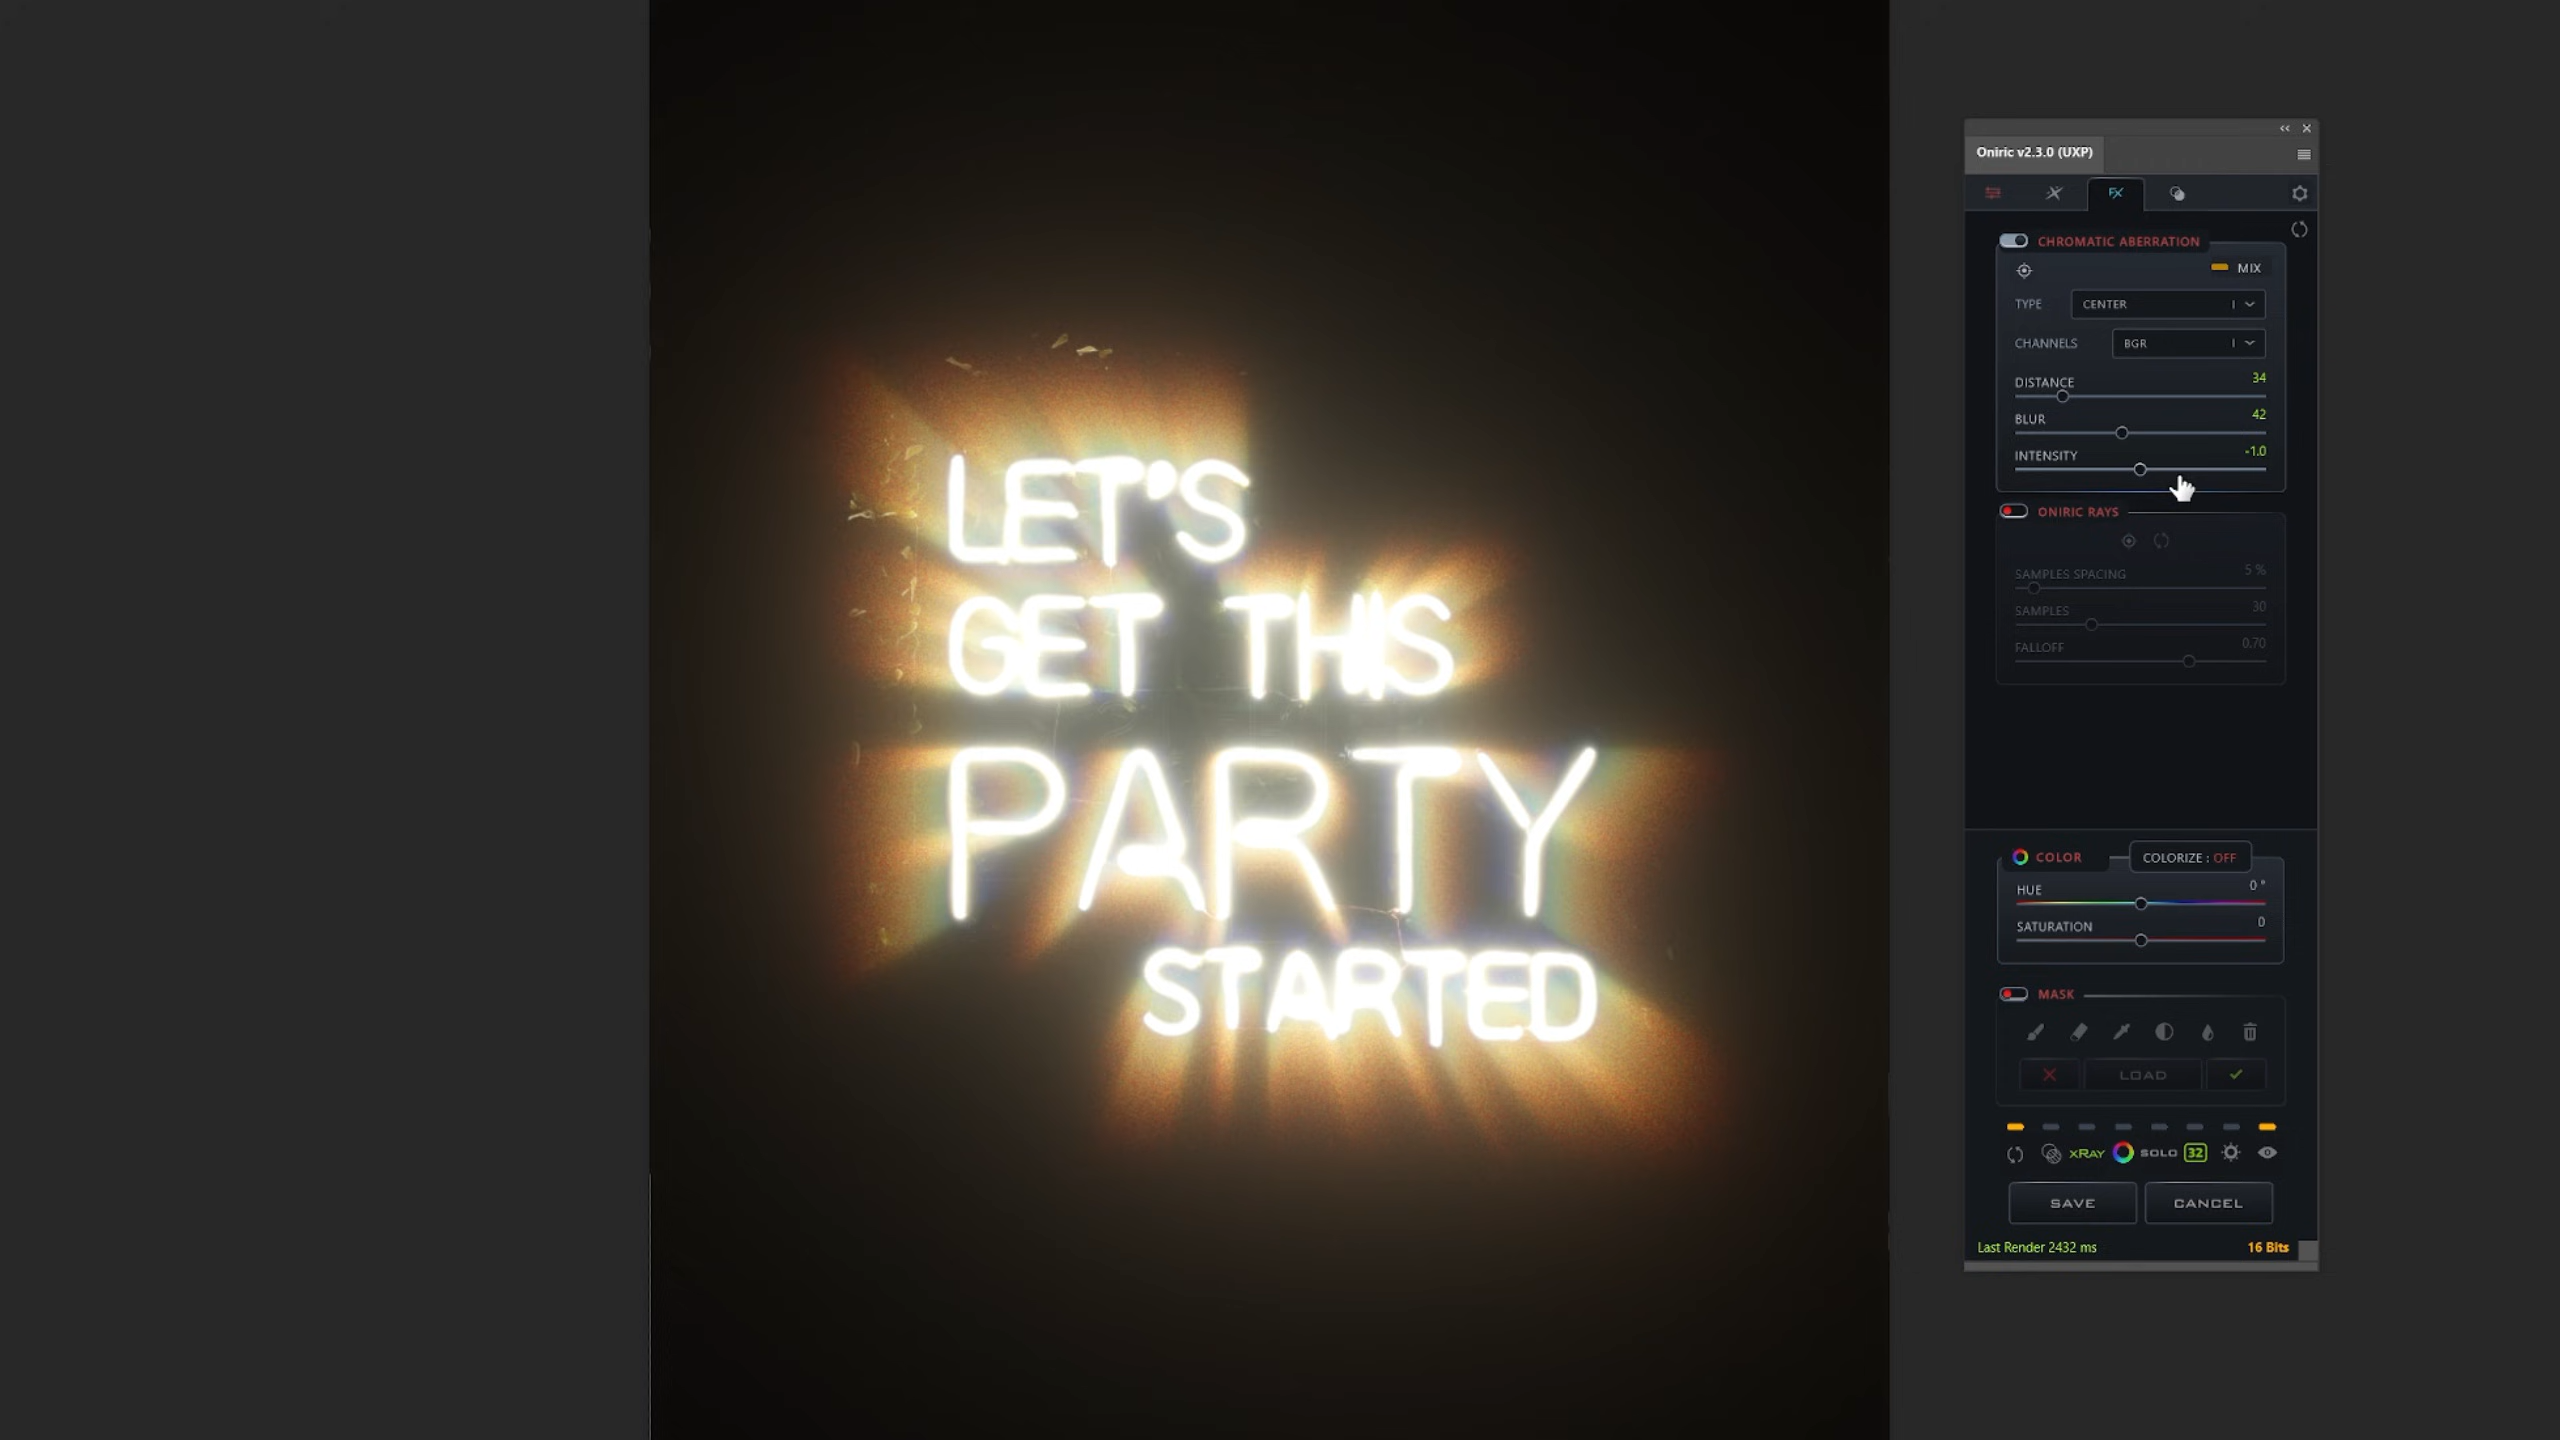 LET'S
GET THIS
PARTY
STARTED
Oniric v2.3.0 (UXP)
FX
CHROMATIC ABERRATION
MIX
TYPE CENTER
CHANNELS BGR
DISTANCE 34
BLUR 42
INTENSITY -1.0
ONIRIC RAYS
SAMPLES SPACING 5 %
SAMPLES 30
FALLOFF 0.70
COLOR COLORIZE : OFF
HUE 0 °
SATURATION 0
MASK
LOAD
XRAY SOLO 32
SAVE CANCEL
Last Render 2432 ms 16 Bits